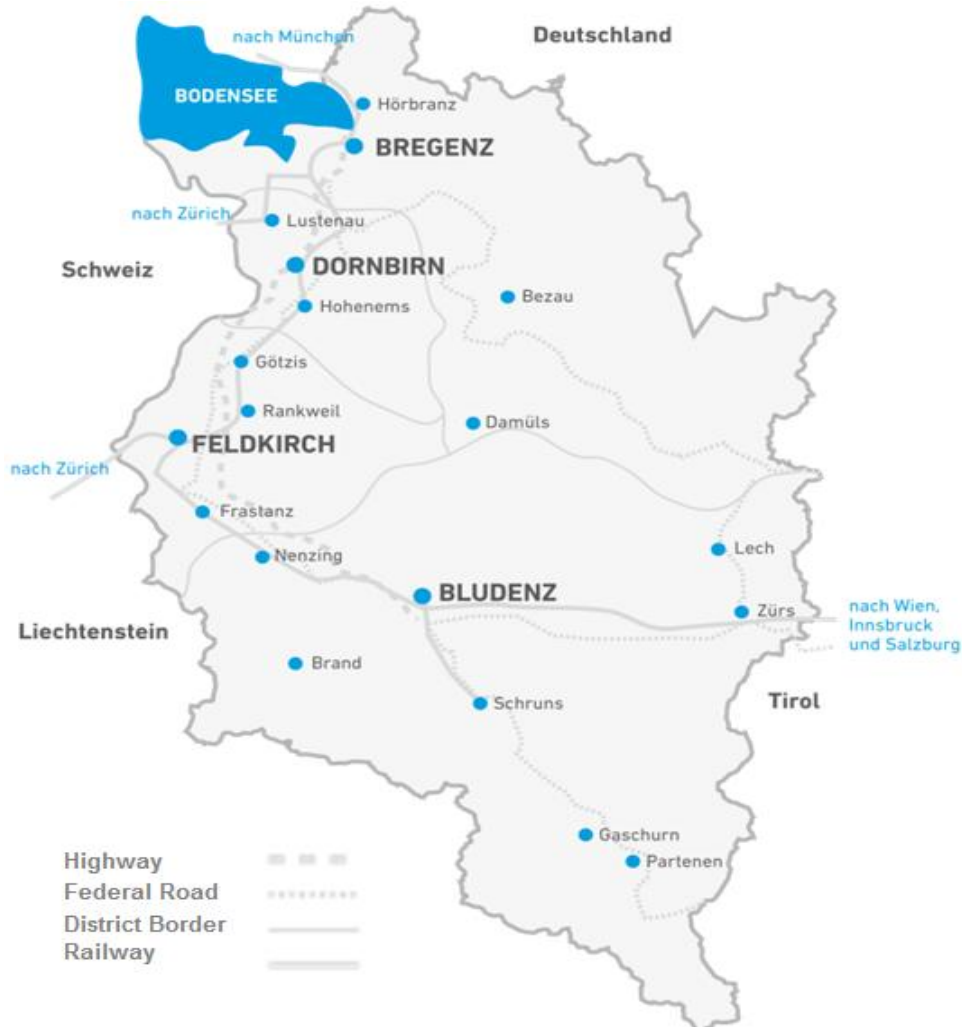 Deutschland
nach München
BODENSEE
Hörbranz
BREGENZ
nach Zürich
Lustenau
Schweiz
DORNBIRN
Bezau
Hohenems
Götzis
Rankweil
Damüls
FELDKIRCH
nach Zürich
Frastanz
Lech
Nenzing
BLUDENZ
Zürs
nach Wien,
Innsbruck
und Salzburg
Liechtenstein
Brand
Schruns
Tirol
Gaschurn
Partenen
Highway
Federal Road
District Border
Railway